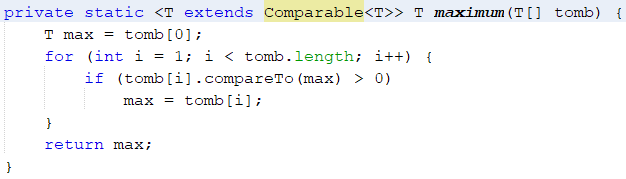 private static <T extends Comparable<T>> T maximum(T[] tomb) {
    T max = tomb[0];
    for (int i = 1; i < tomb.length; i++) {
        if (tomb[i].compareTo(max) > 0)
            max = tomb[i];
    }
    return max;
}